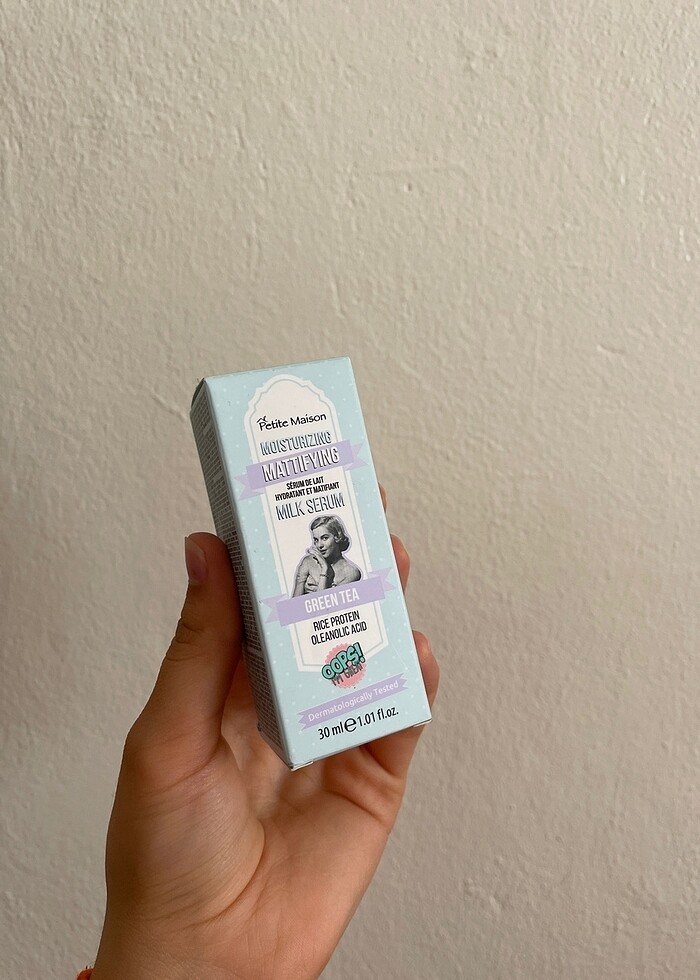 Petite Maison
MOISTURIZING
MATTIFYING
SÉRUM DE LAIT
HYDRATANT ET MATIFIANT
MILK SERUM
GREEN TEA
RICE PROTEIN
OLEANOLIC ACID
OOPS!
Dermatologically Tested
30 ml e 1.01 fl.oz.